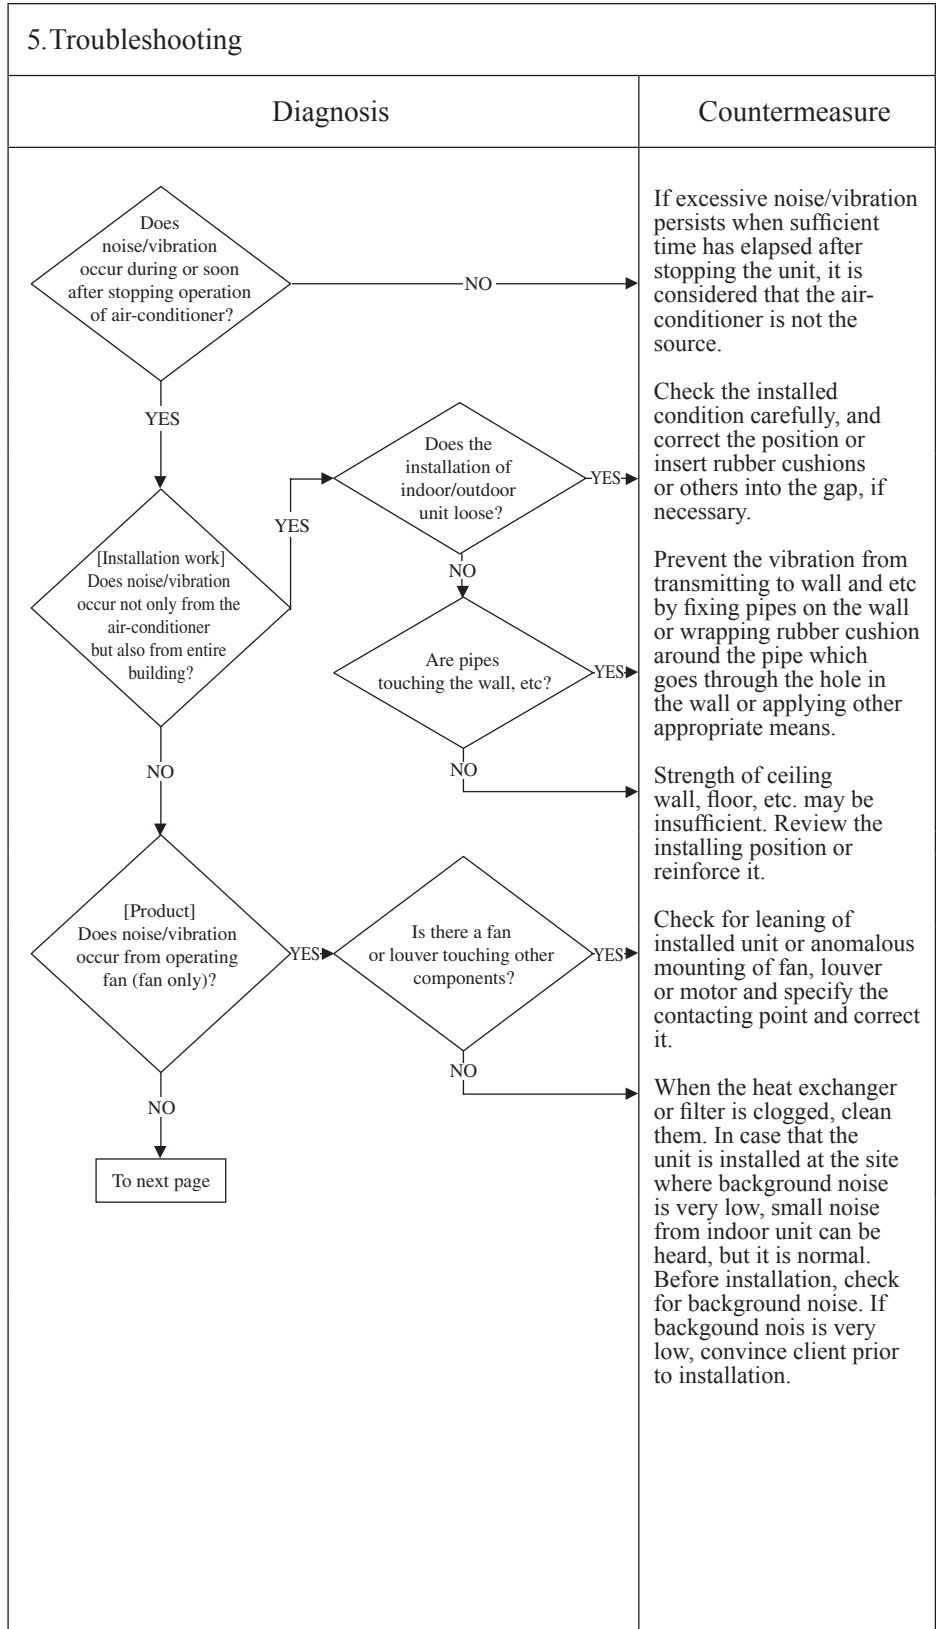 5.Troubleshooting
Diagnosis
Countermeasure
Does
noise/vibration
occur during or soon
after stopping operation
of air-conditioner?
NO
If excessive noise/vibration
persists when sufficient
time has elapsed after
stopping the unit, it is
considered that the air-
conditioner is not the
source.
YES
[Installation work]
Does noise/vibration
occur not only from the
air-conditioner
but also from entire
building?
YES
Does the
installation of
indoor/outdoor
unit loose?
YES
Check the installed
condition carefully, and
correct the position or
insert rubber cushions
or others into the gap, if
necessary.
NO
Are pipes
touching the wall, etc?
YES
Prevent the vibration from
transmitting to wall and etc
by fixing pipes on the wall
or wrapping rubber cushion
around the pipe which
goes through the hole in
the wall or applying other
appropriate means.
NO
Strength of ceiling
wall, floor, etc. may be
insufficient. Review the
installing position or
reinforce it.
NO
[Product]
Does noise/vibration
occur from operating
fan (fan only)?
YES
Is there a fan
or louver touching other
components?
YES
Check for leaning of
installed unit or anomalous
mounting of fan, louver
or motor and specify the
contacting point and correct
it.
NO
When the heat exchanger
or filter is clogged, clean
them. In case that the
unit is installed at the site
where background noise
is very low, small noise
from indoor unit can be
heard, but it is normal.
Before installation, check
for background noise. If
backgound nois is very
low, convince client prior
to installation.
NO
To next page